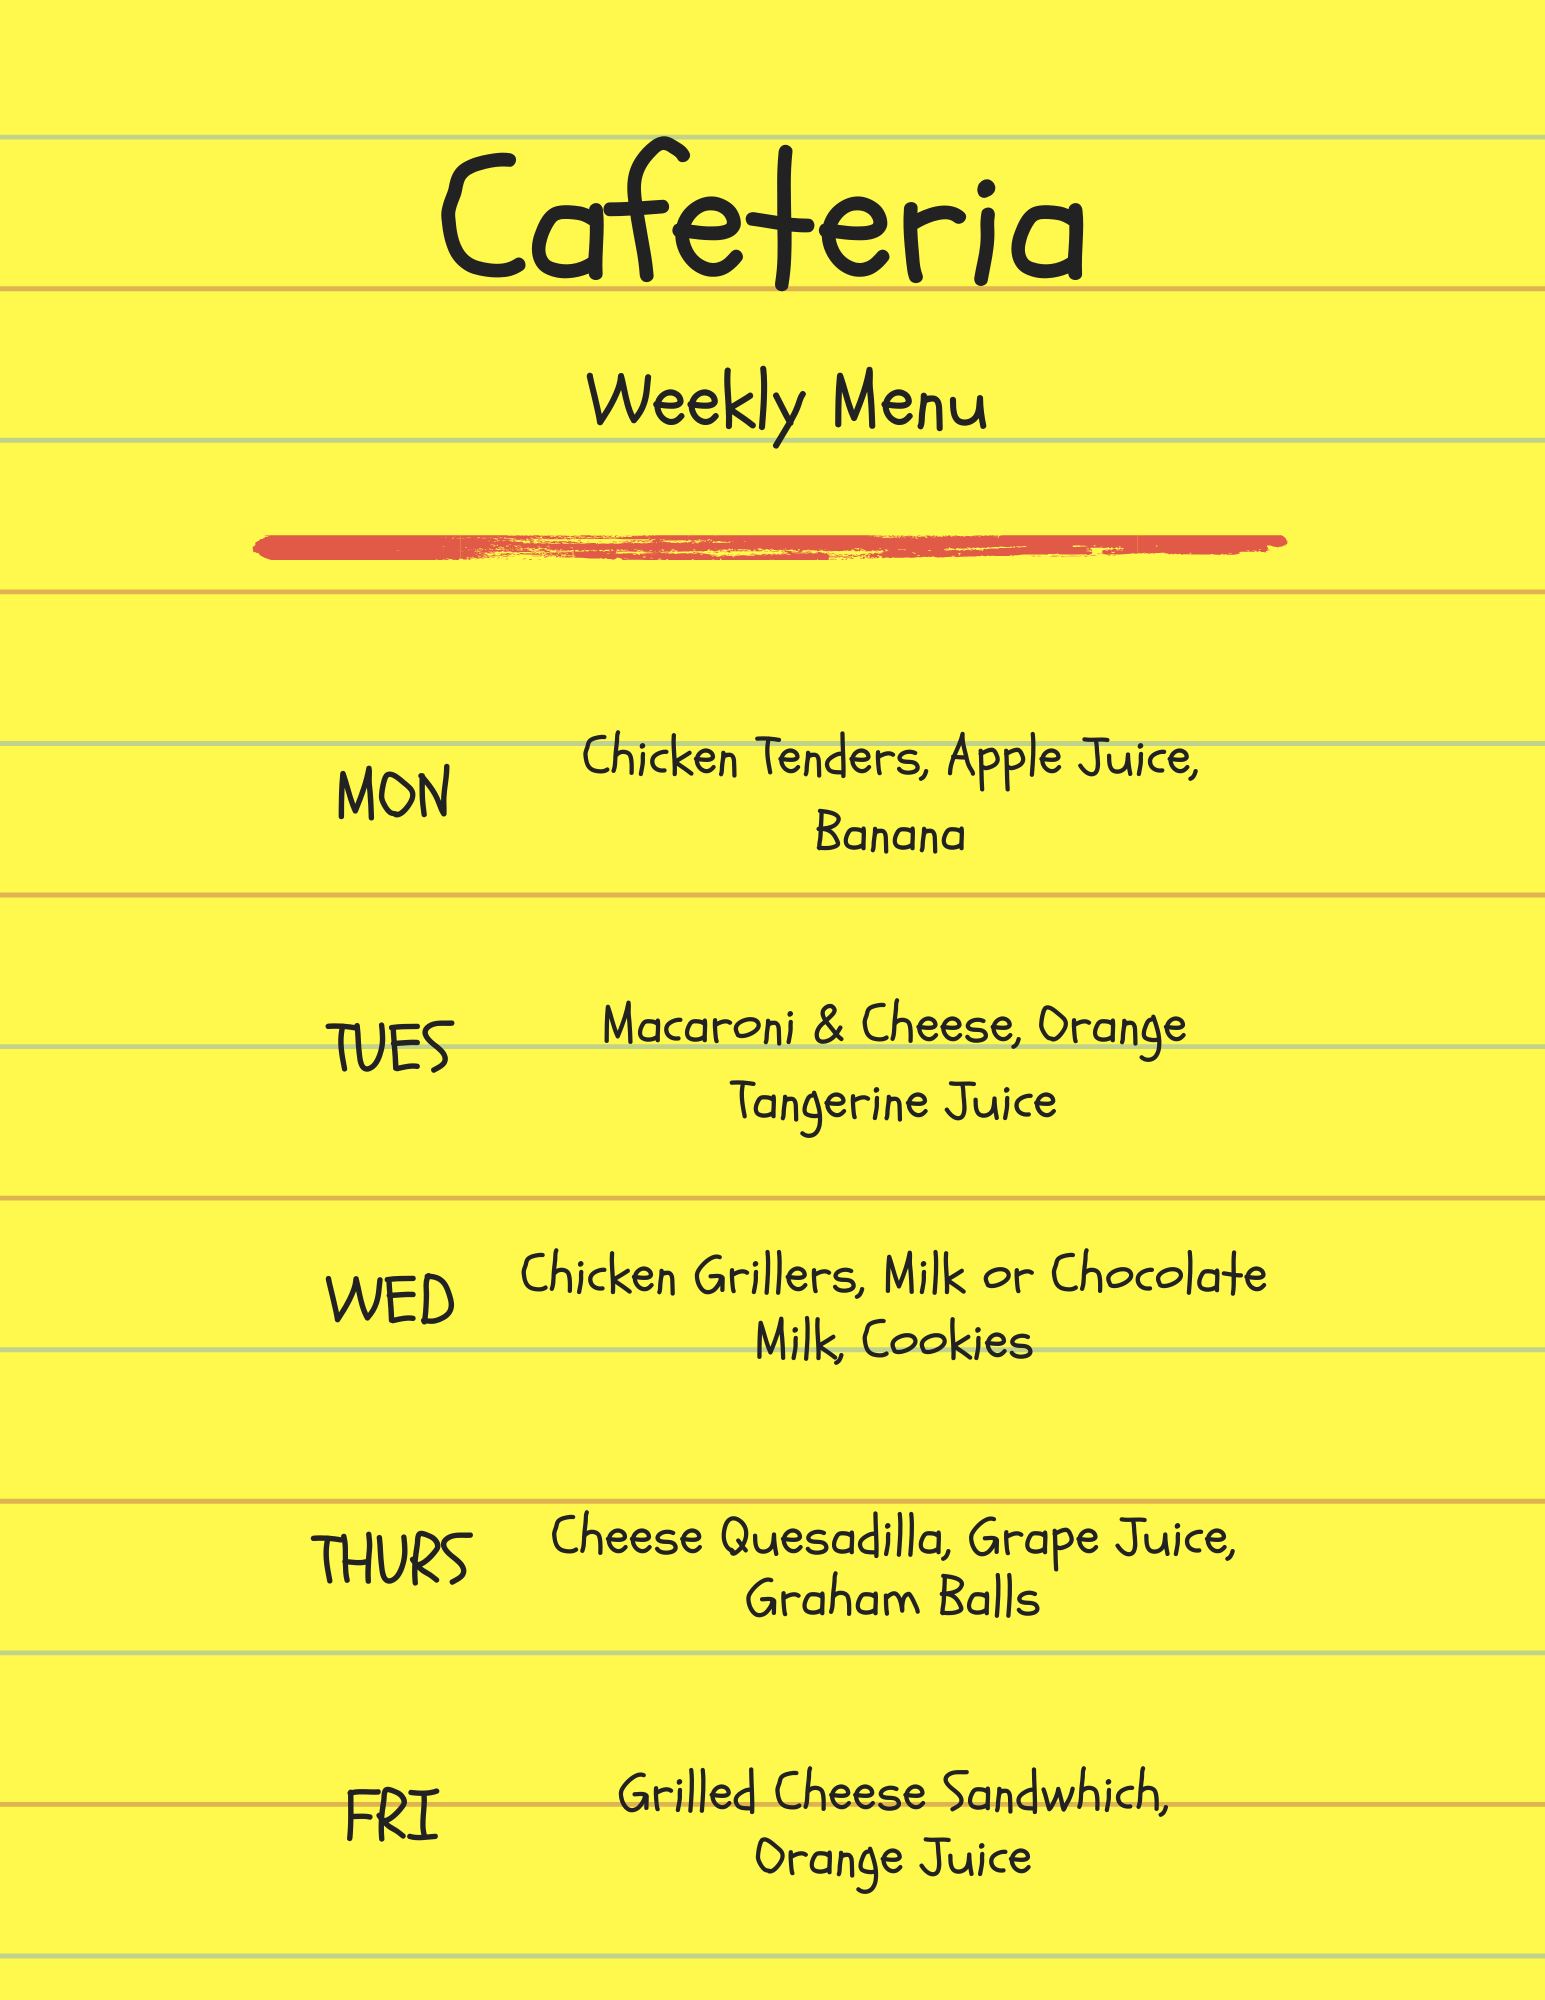 Cafeteria
Weekly Menu
MON
Chicken Tenders, Apple Juice,
Banana
TUES
Macaroni & Cheese, Orange
Tangerine Juice
WED
Chicken Grillers, Milk or Chocolate
Milk, Cookies
THURS
Cheese Quesadilla, Grape Juice,
Graham Balls
FRI
Grilled Cheese Sandwhich,
Orange Juice